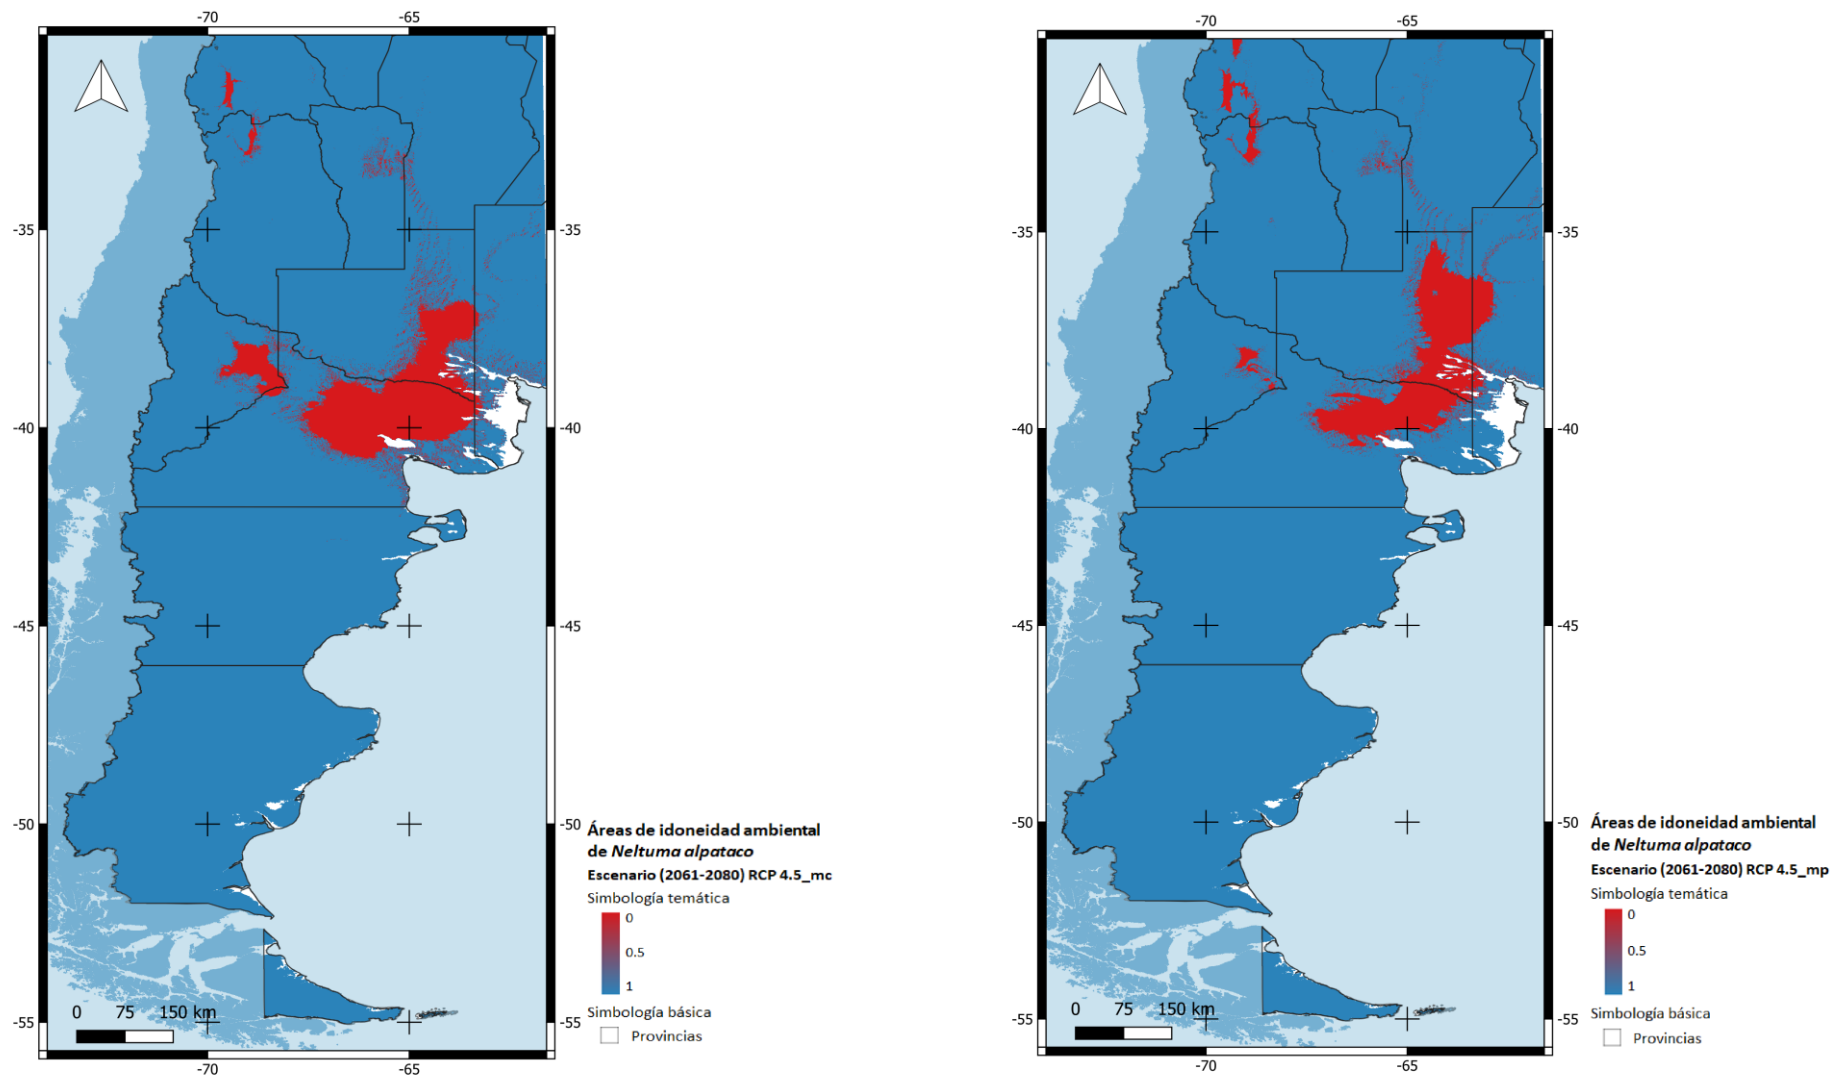 -70 -65
-35 -35
-40 -40
-45 -45
-50 -50
-55 -55
-70 -65
0 75 150 km
Áreas de idoneidad ambiental
de Neltuma alpataco
Escenario (2061-2080) RCP 4.5_mc
Simbología temática
0
0.5
1
Simbología básica
Provincias
-70 -65
-35 -35
-40 -40
-45 -45
-50 -50
-55 -55
-70 -65
0 75 150 km
Áreas de idoneidad ambiental
de Neltuma alpataco
Escenario (2061-2080) RCP 4.5_mp
Simbología temática
0
0.5
1
Simbología básica
Provincias